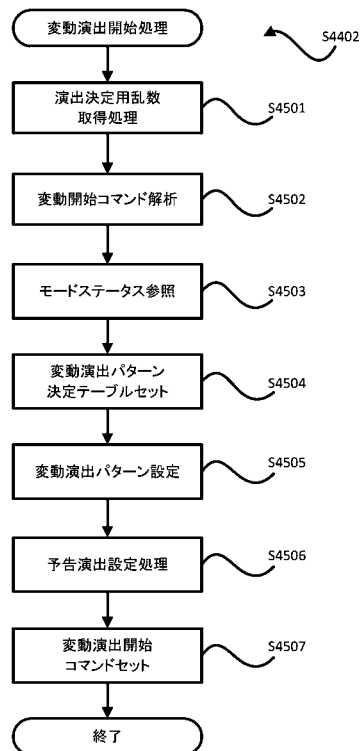 変動演出開始処理
S4402
演出決定用乱数
取得処理
S4501
変動開始コマンド解析
S4502
モードステータス参照
S4503
変動演出パターン
決定テーブルセット
S4504
変動演出パターン設定
S4505
予告演出設定処理
S4506
変動演出開始
コマンドセット
S4507
終了